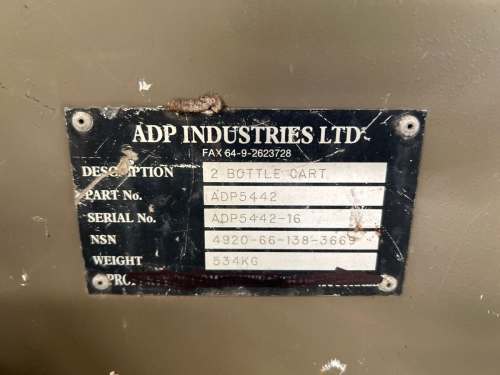 ADP INDUSTRIES LTD
FAX 64-9-2623728
DESCRIPTION 2 BOTTLE CART
PART No. ADP5442
SERIAL No. ADP5442-16
NSN 4920-66-138-3669
WEIGHT 534KG